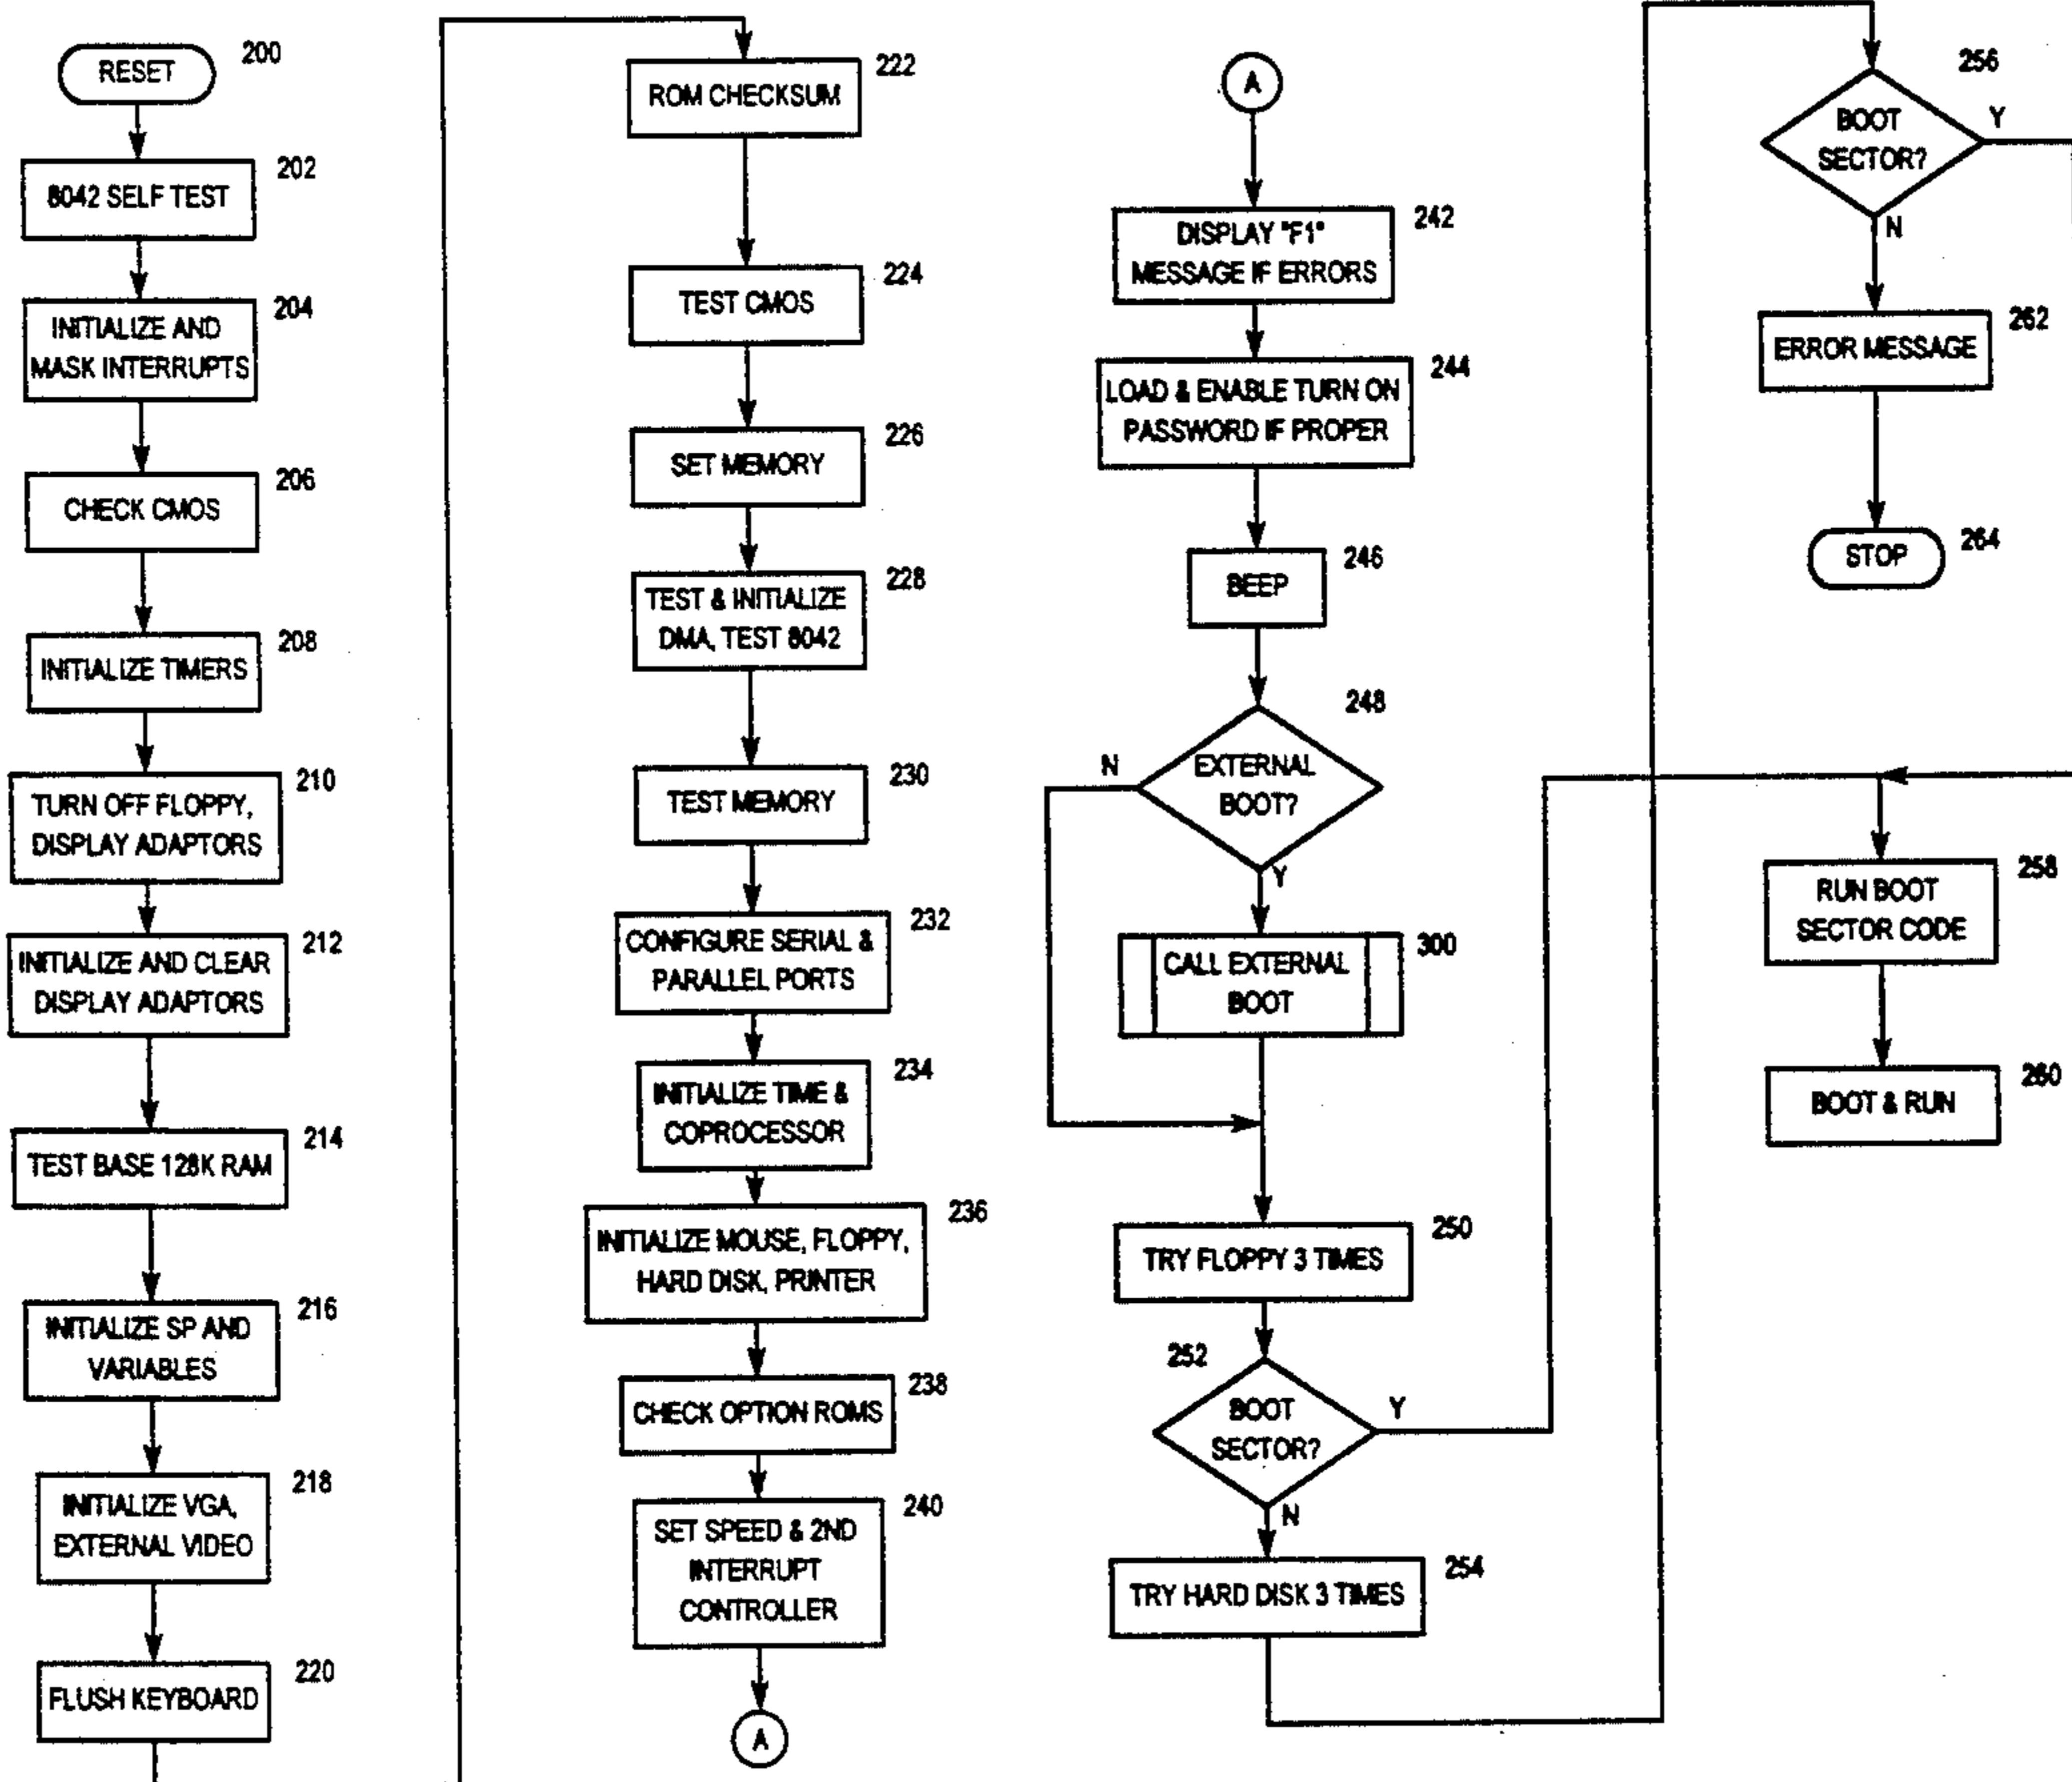 RESET
200
8042 SELF TEST
202
INITIALIZE AND
MASK INTERRUPTS
204
CHECK CMOS
206
INITIALIZE TIMERS
208
TURN OFF FLOPPY,
DISPLAY ADAPTORS
210
INITIALIZE AND CLEAR
DISPLAY ADAPTORS
212
TEST BASE 128K RAM
214
INITIALIZE SP AND
VARIABLES
216
INITIALIZE VGA,
EXTERNAL VIDEO
218
FLUSH KEYBOARD
220
ROM CHECKSUM
222
TEST CMOS
224
SET MEMORY
226
TEST & INITIALIZE
DMA, TEST 8042
228
TEST MEMORY
230
CONFIGURE SERIAL &
PARALLEL PORTS
232
INITIALIZE TIME &
COPROCESSOR
234
INITIALIZE MOUSE, FLOPPY,
HARD DISK, PRINTER
236
CHECK OPTION ROMS
238
SET SPEED & 2ND
INTERRUPT
CONTROLLER
240
A
A
DISPLAY "F1"
MESSAGE IF ERRORS
242
LOAD & ENABLE TURN ON
PASSWORD IF PROPER
244
BEEP
246
EXTERNAL
BOOT?
248
N
Y
CALL EXTERNAL
BOOT
300
TRY FLOPPY 3 TIMES
250
BOOT
SECTOR?
252
Y
N
TRY HARD DISK 3 TIMES
254
BOOT
SECTOR?
256
Y
N
ERROR MESSAGE
262
STOP
264
RUN BOOT
SECTOR CODE
258
BOOT & RUN
260